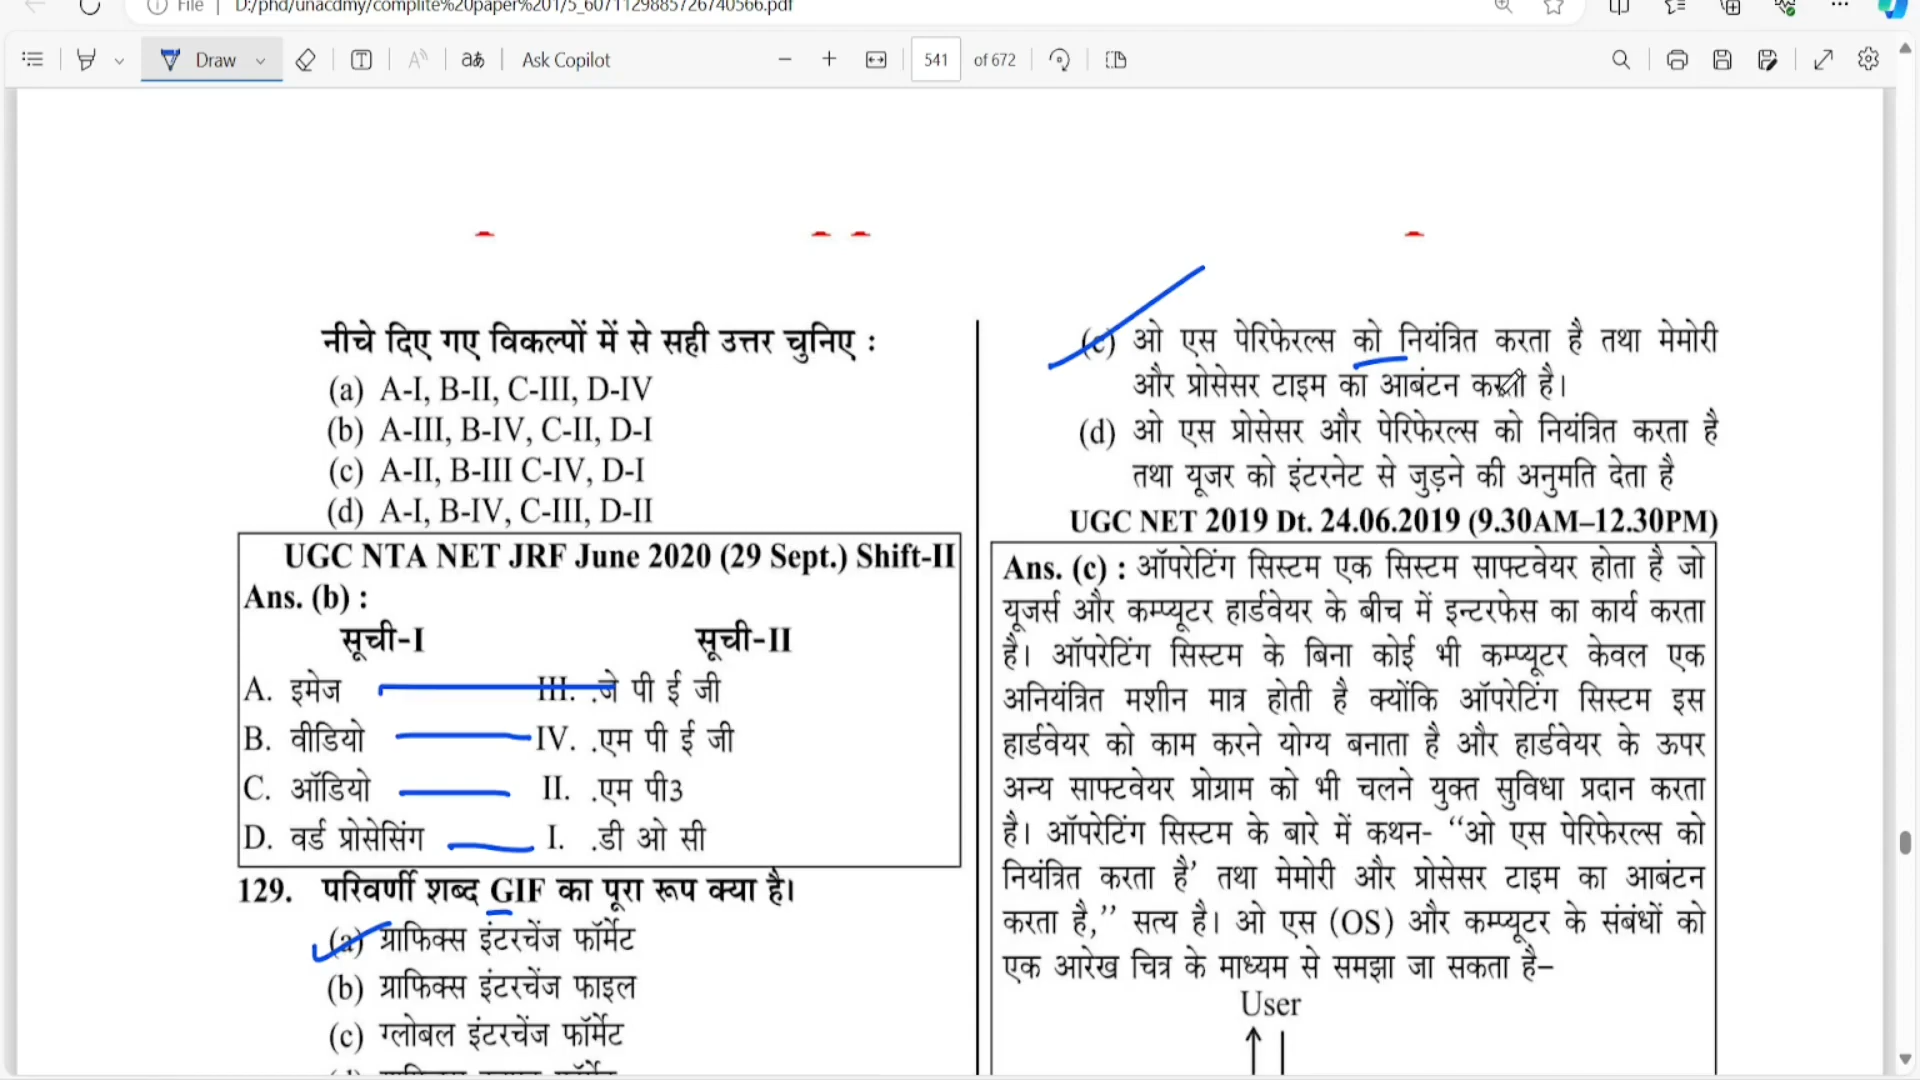 File | D:/phd/unacdmy/complite%20paper%201/5_6071129885726740566.pdf
Draw
Ask Copilot
541 of 672
नीचे दिए गए विकल्पों में से सही उत्तर चुनिए :
(a) A-I, B-II, C-III, D-IV
(b) A-III, B-IV, C-II, D-I
(c) A-II, B-III C-IV, D-I
(d) A-I, B-IV, C-III, D-II
UGC NTA NET JRF June 2020 (29 Sept.) Shift-II
Ans. (b) :
सूची-I सूची-II
A. इमेज III. .जे पी ई जी
B. वीडियो IV. .एम पी ई जी
C. ऑडियो II. .एम पी3
D. वर्ड प्रोसेसिंग I. .डी ओ सी
129. परिवर्णी शब्द GIF का पूरा रूप क्या है।
(a) ग्राफिक्स इंटरचेंज फॉर्मेट
(b) ग्राफिक्स इंटरचेंज फाइल
(c) ग्लोबल इंटरचेंज फॉर्मेट
(c) ओ एस पेरिफेरल्स को नियंत्रित करता है तथा मेमोरी
और प्रोसेसर टाइम का आबंटन करता है।
(d) ओ एस प्रोसेसर और पेरिफेरल्स को नियंत्रित करता है
तथा यूजर को इंटरनेट से जुड़ने की अनुमति देता है
UGC NET 2019 Dt. 24.06.2019 (9.30AM–12.30PM)
Ans. (c) : ऑपरेटिंग सिस्टम एक सिस्टम साफ्टवेयर होता है जो
यूजर्स और कम्प्यूटर हार्डवेयर के बीच में इन्टरफेस का कार्य करता
है। ऑपरेटिंग सिस्टम के बिना कोई भी कम्प्यूटर केवल एक
अनियंत्रित मशीन मात्र होती है क्योंकि ऑपरेटिंग सिस्टम इस
हार्डवेयर को काम करने योग्य बनाता है और हार्डवेयर के ऊपर
अन्य साफ्टवेयर प्रोग्राम को भी चलने युक्त सुविधा प्रदान करता
है। ऑपरेटिंग सिस्टम के बारे में कथन- ‘‘ओ एस पेरिफेरल्स को
नियंत्रित करता है’ तथा मेमोरी और प्रोसेसर टाइम का आबंटन
करता है,’’ सत्य है। ओ एस (OS) और कम्प्यूटर के संबंधों को
एक आरेख चित्र के माध्यम से समझा जा सकता है–
User